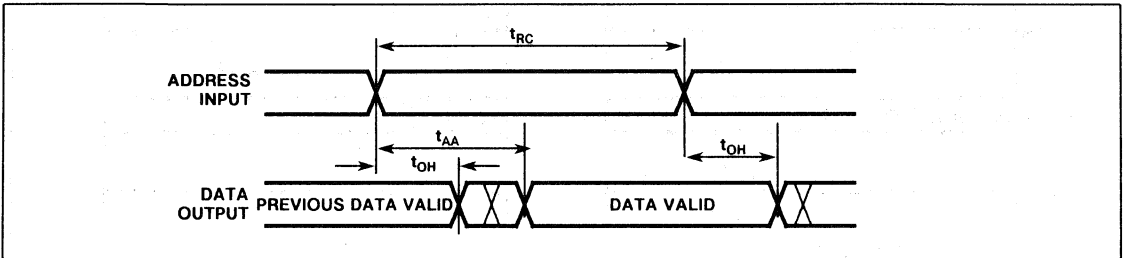 tRC
ADDRESS
INPUT
tAA
tOH
tOH
DATA
OUTPUT
PREVIOUS DATA VALID
DATA VALID